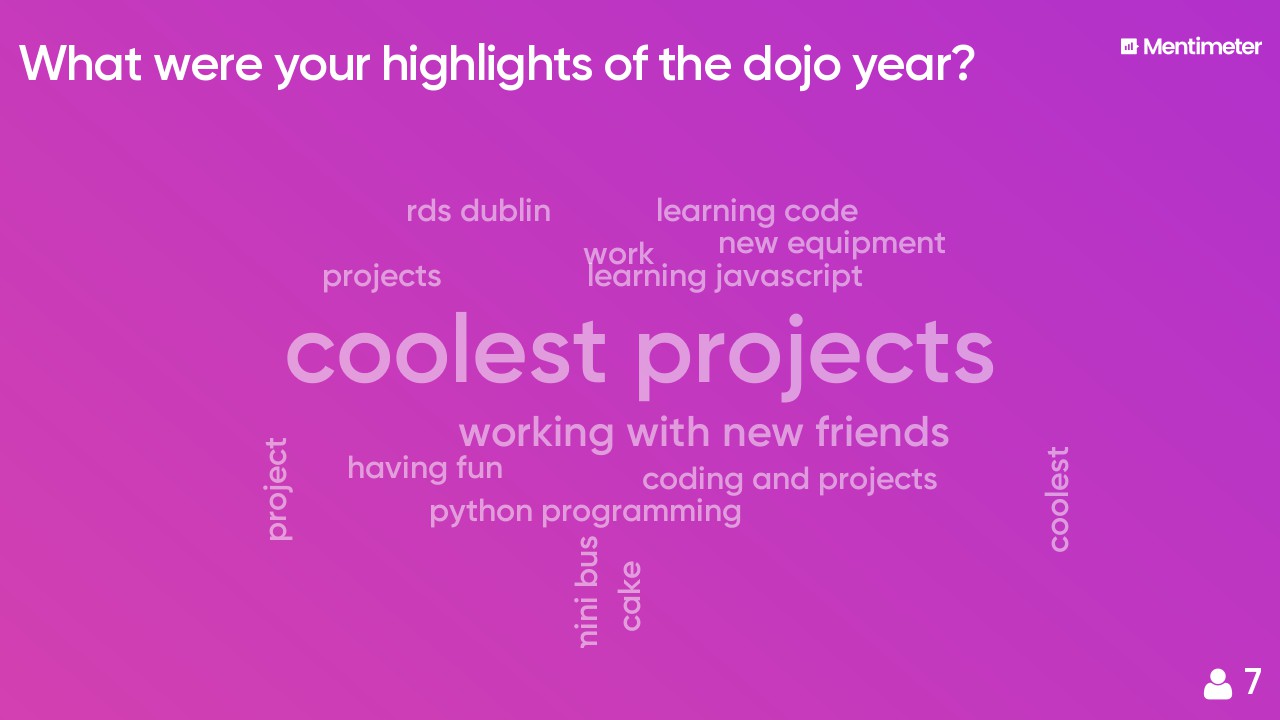 What were your highlights of the dojo year?
Mentimeter
rds dublin
learning code
new equipment
work
projects
learning javascript
coolest projects
working with new friends
project
having fun
coding and projects
coolest
python programming
mini bus
cake
7